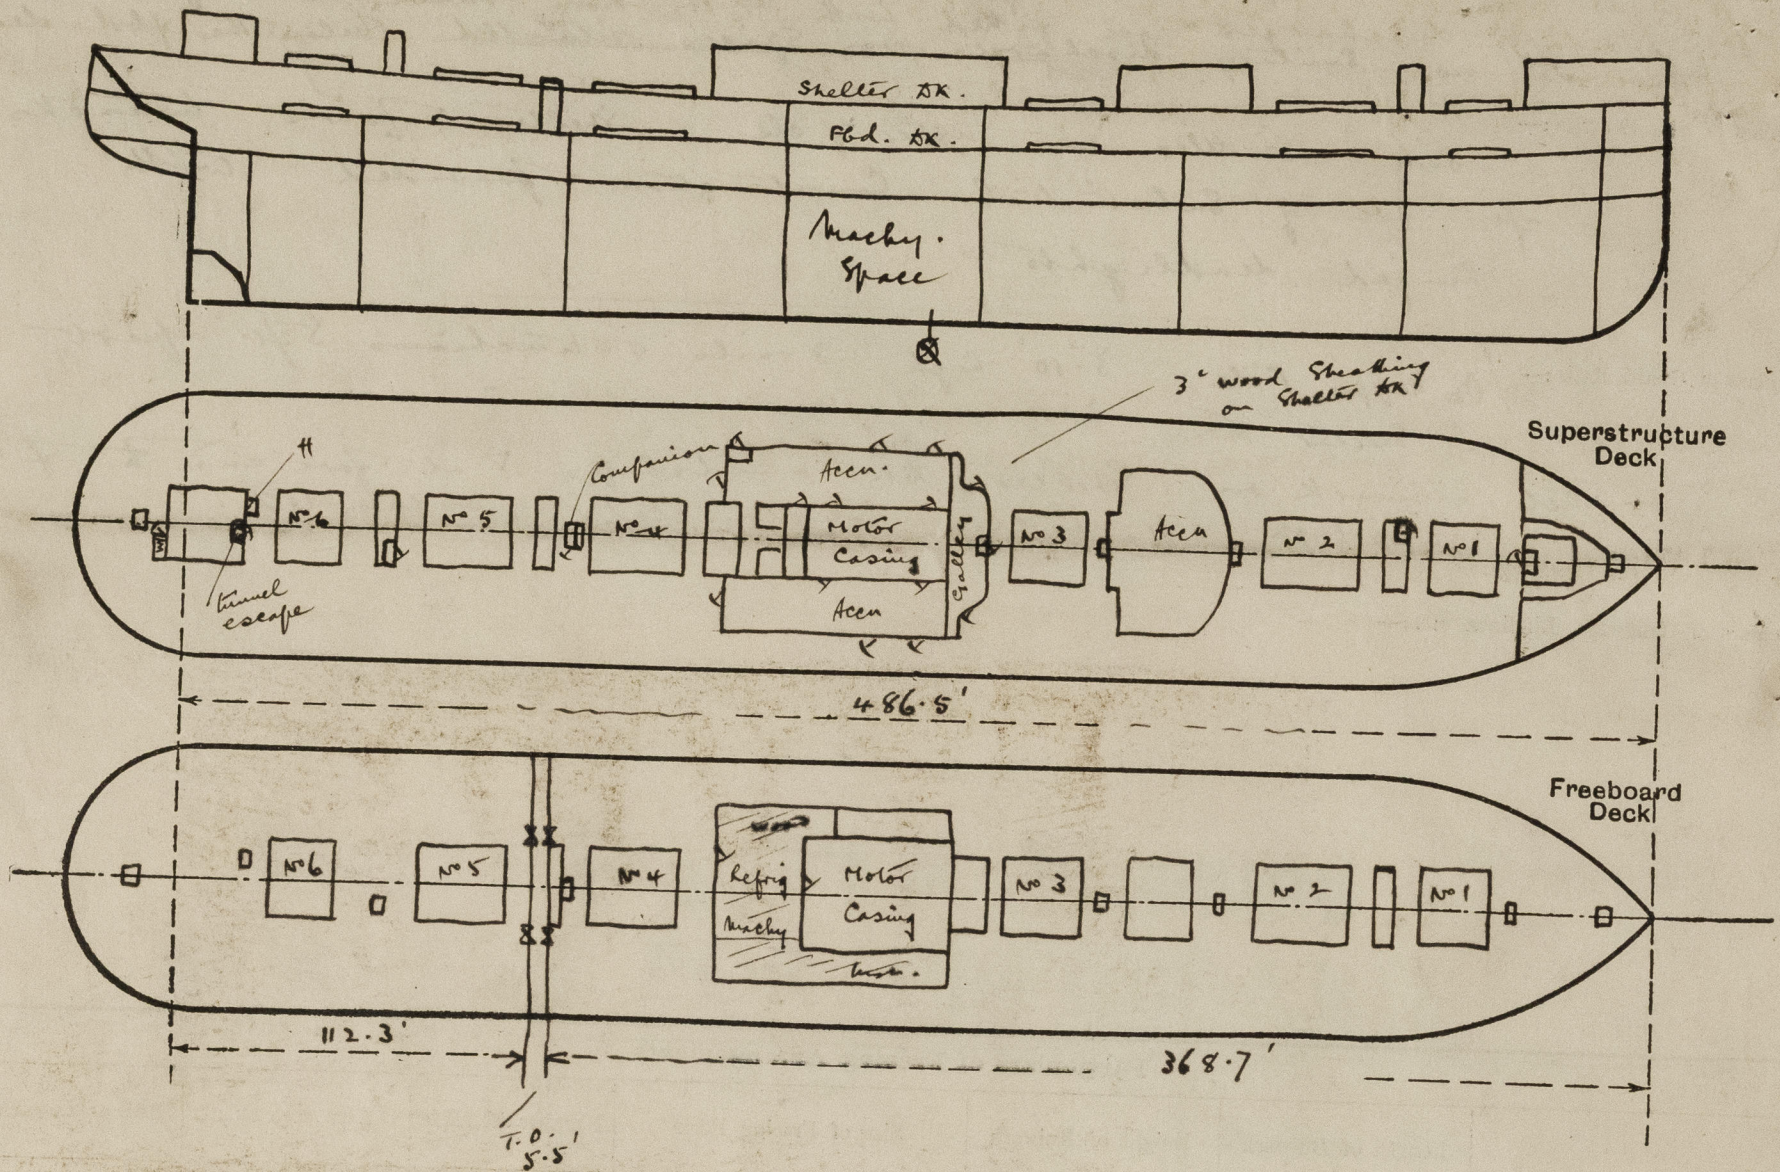 Shelter DK.
Fbd. DK.
Machy.
Space
3" wood Sheathing
on Shelter DK
Superstructure
Deck
H
Companion
Accn.
No 6
No 5
No 4
Motor
Casing
Galley
No 3
Accn
No 2
No 1
W
tunnel
escape
Accn
486.5'
Freeboard
Deck
No 6
No 5
No 4
Refrig
Machy
Motor
Casing
No 3
No 2
No 1
112.3'
368.7'
T.O.
5.5'